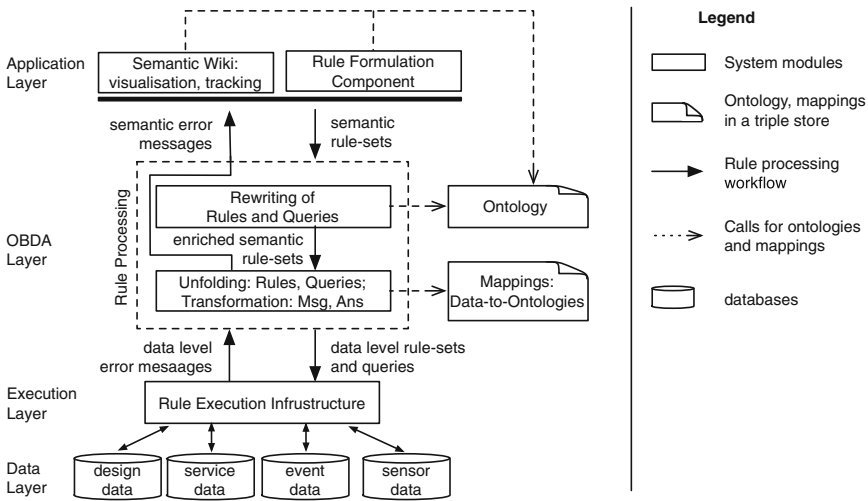 Legend
Application
Layer
Semantic Wiki:
visualisation, tracking
Rule Formulation
Component
System modules
semantic error
messages
semantic
rule-sets
Ontology, mappings
in a triple store
OBDA
Layer
Rule Processing
Rewriting of
Rules and Queries
Ontology
Rule processing
workflow
enriched semantic
rule-sets
Unfolding: Rules, Queries;
Transformation: Msg, Ans
Mappings:
Data-to-Ontologies
Calls for ontologies
and mappings
databases
data level
error mesaages
data level rule-sets
and queries
Execution
Layer
Rule Execution Infrustructure
Data
Layer
design
data
service
data
event
data
sensor
data